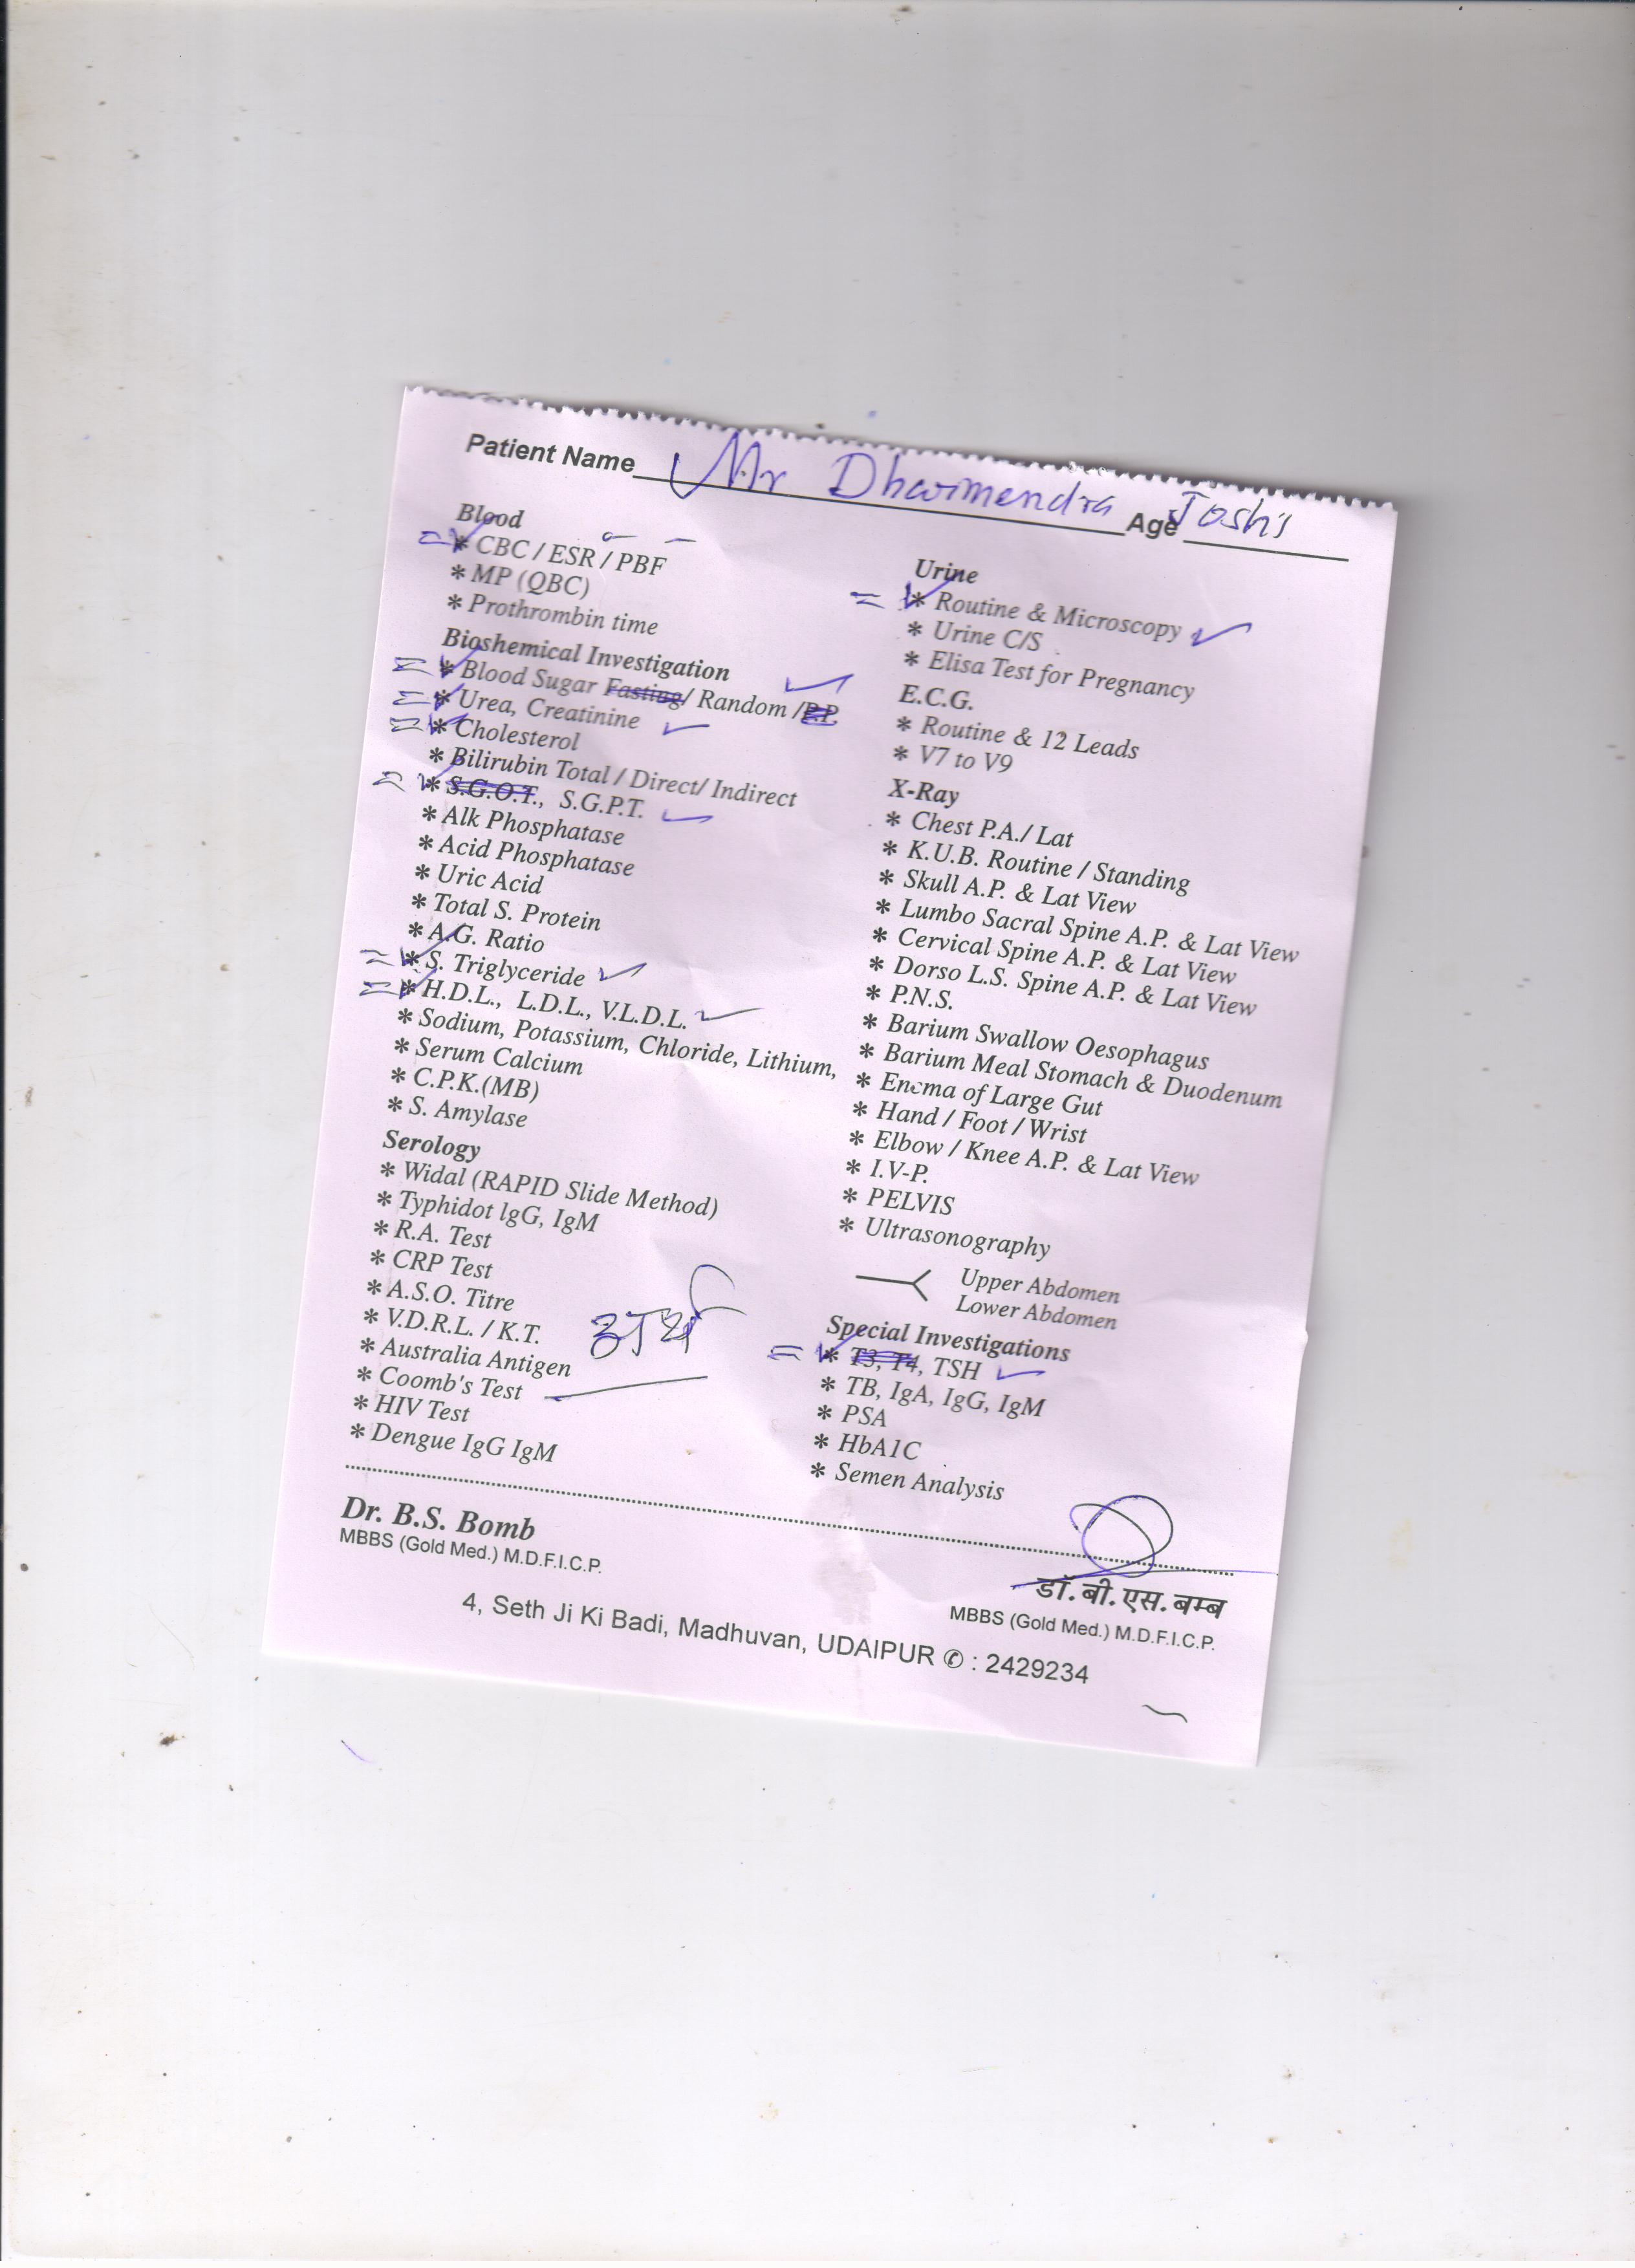 Patient Name Mr Dharmendra Joshi Age
Blood
* CBC / ESR / PBF
* MP (QBC)
* Prothrombin time
Bioshemical Investigation
* Blood Sugar Fasting/ Random /P.P.
* Urea, Creatinine
* Cholesterol
* Bilirubin Total / Direct/ Indirect
* S.G.O.T., S.G.P.T.
* Alk Phosphatase
* Acid Phosphatase
* Uric Acid
* Total S. Protein
* A.G. Ratio
* S. Triglyceride
* H.D.L., L.D.L., V.L.D.L.
* Sodium, Potassium, Chloride, Lithium,
* Serum Calcium
* C.P.K.(MB)
* S. Amylase
Serology
* Widal (RAPID Slide Method)
* Typhidot lgG, IgM
* R.A. Test
* CRP Test
* A.S.O. Titre
* V.D.R.L. / K.T.
* Australia Antigen
* Coomb's Test
* HIV Test
* Dengue IgG IgM
Urine
* Routine & Microscopy
* Urine C/S
* Elisa Test for Pregnancy
E.C.G.
* Routine & 12 Leads
* V7 to V9
X-Ray
* Chest P.A./ Lat
* K.U.B. Routine / Standing
* Skull A.P. & Lat View
* Lumbo Sacral Spine A.P. & Lat View
* Cervical Spine A.P. & Lat View
* Dorso L.S. Spine A.P. & Lat View
* P.N.S.
* Barium Swallow Oesophagus
* Barium Meal Stomach & Duodenum
* Enema of Large Gut
* Hand / Foot / Wrist
* Elbow / Knee A.P. & Lat View
* I.V-P.
* PELVIS
* Ultrasonography
Upper Abdomen
Lower Abdomen
Special Investigations
* T3, T4, TSH
* TB, IgA, IgG, IgM
* PSA
* HbA1C
* Semen Analysis
Dr. B.S. Bomb
MBBS (Gold Med.) M.D.F.I.C.P.
डॉ. बी. एस. बम्ब
MBBS (Gold Med.) M.D.F.I.C.P.
4, Seth Ji Ki Badi, Madhuvan, UDAIPUR ✆ : 2429234